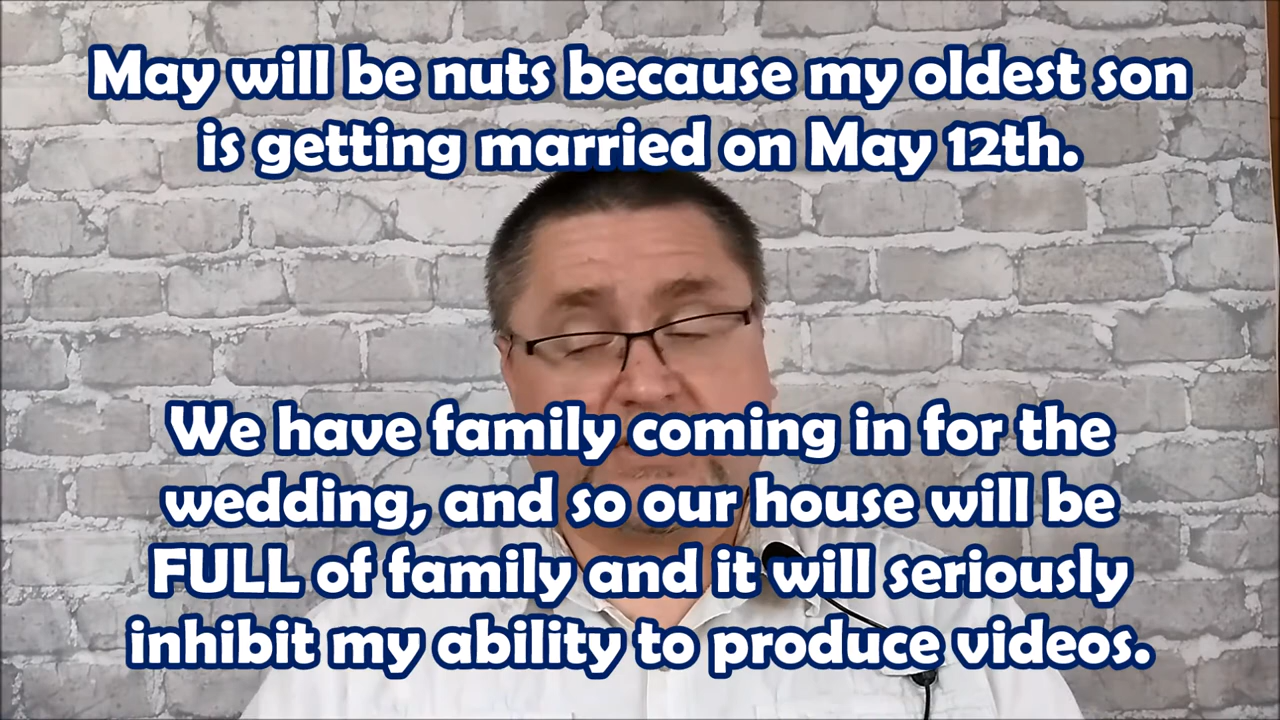 May will be nuts because my oldest son
is getting married on May 12th.
We have family coming in for the
wedding, and so our house will be
FULL of family and it will seriously
inhibit my ability to produce videos.